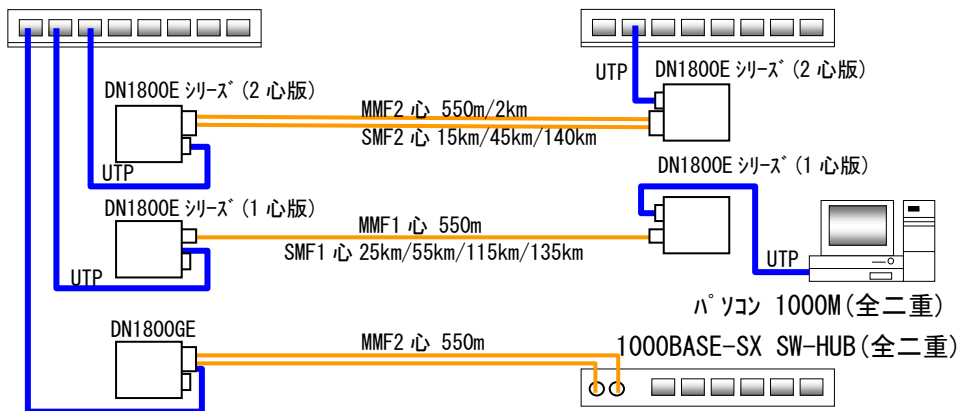 UTP
DN1800E ｼﾘｰｽﾞ(2 心版)
DN1800E ｼﾘｰｽﾞ(2 心版)
MMF2 心 550m/2km
SMF2 心 15km/45km/140km
UTP
DN1800E ｼﾘｰｽﾞ(1 心版)
DN1800E ｼﾘｰｽﾞ(1 心版)
MMF1 心 550m
SMF1 心 25km/55km/115km/135km
UTP
UTP
ﾊﾟｿｺﾝ 1000M(全二重)
DN1800GE
MMF2 心 550m
1000BASE-SX SW-HUB(全二重)